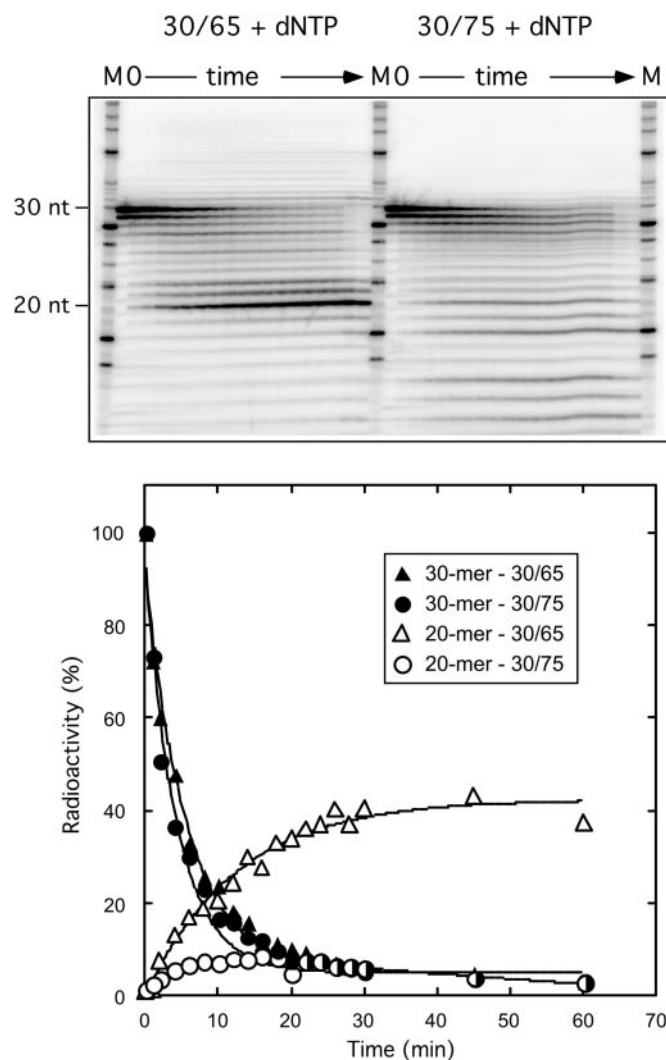 30/65 + dNTP 30/75 + dNTP
M 0 time M 0 time M
30 nt
20 nt
100
80
60
40
20
0
Radioactivity (%)
30-mer - 30/65
30-mer - 30/75
20-mer - 30/65
20-mer - 30/75
0 10 20 30 40 50 60 70
Time (min)